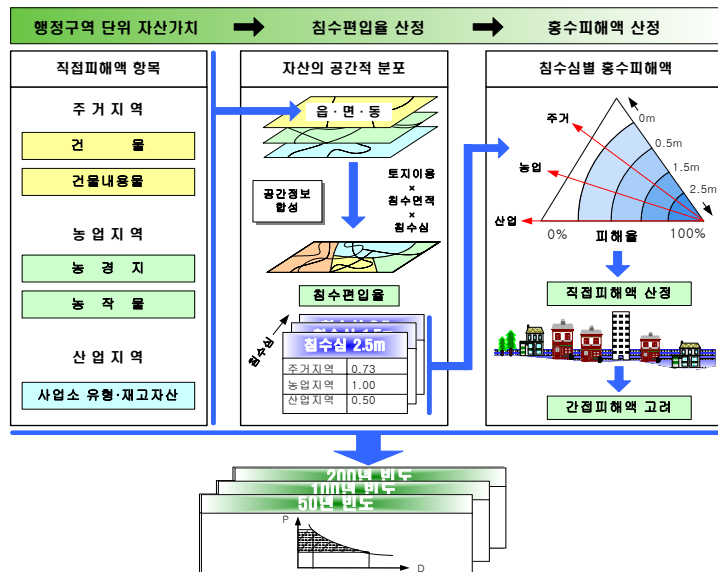 행정구역 단위 자산가치
침수편입율 산정
홍수피해액 산정
직접피해액 항목
주거지역
건 물
건물내용물
농업지역
농 경 지
농 작 물
산업지역
사업소 유형·재고자산
자산의 공간적 분포
읍·면·동
공간정보
합성
토지이용
×
침수면적
×
침수심
침수편입율
침수심
침수심 2.5m
주거지역 0.73
농업지역 1.00
산업지역 0.50
침수심별 홍수피해액
주거
농업
산업
0m
0.5m
1.5m
2.5m
0% 피해율 100%
직접피해액 산정
간접피해액 고려
200년 빈도
100년 빈도
50년 빈도
P
D